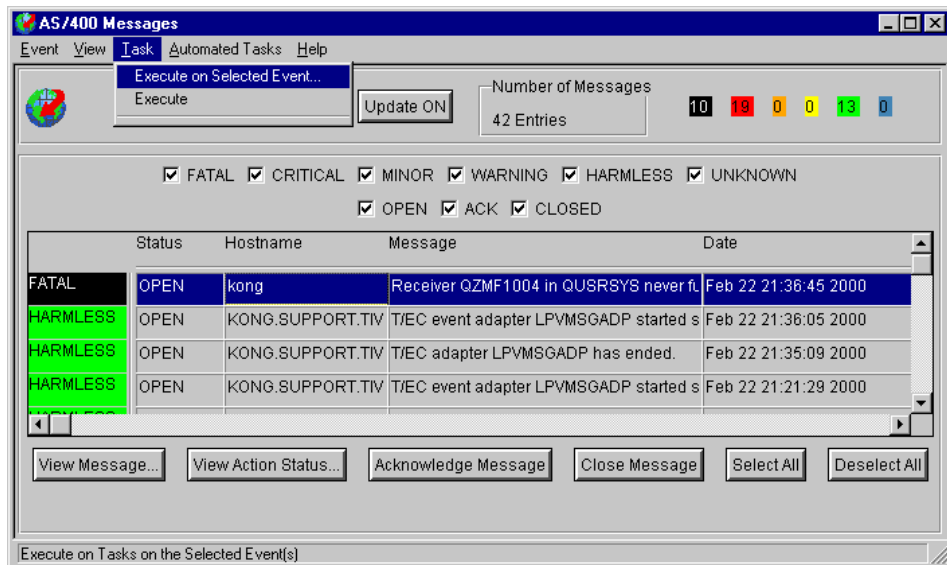 AS/400 Messages
Event View Task Automated Tasks Help
Execute on Selected Event...
Execute
Update ON
Number of Messages
42 Entries
10 19 0 0 13 0
FATAL CRITICAL MINOR WARNING HARMLESS UNKNOWN
OPEN ACK CLOSED
Status Hostname Message Date
FATAL OPEN kong Receiver QZMF1004 in QUSRSYS never fu Feb 22 21:36:45 2000
HARMLESS OPEN KONG.SUPPORT.TIV T/EC event adapter LPVMSGADP started s Feb 22 21:36:05 2000
HARMLESS OPEN KONG.SUPPORT.TIV T/EC adapter LPVMSGADP has ended. Feb 22 21:35:09 2000
HARMLESS OPEN KONG.SUPPORT.TIV T/EC event adapter LPVMSGADP started s Feb 22 21:21:29 2000
View Message... View Action Status... Acknowledge Message Close Message Select All Deselect All
Execute on Tasks on the Selected Event(s)